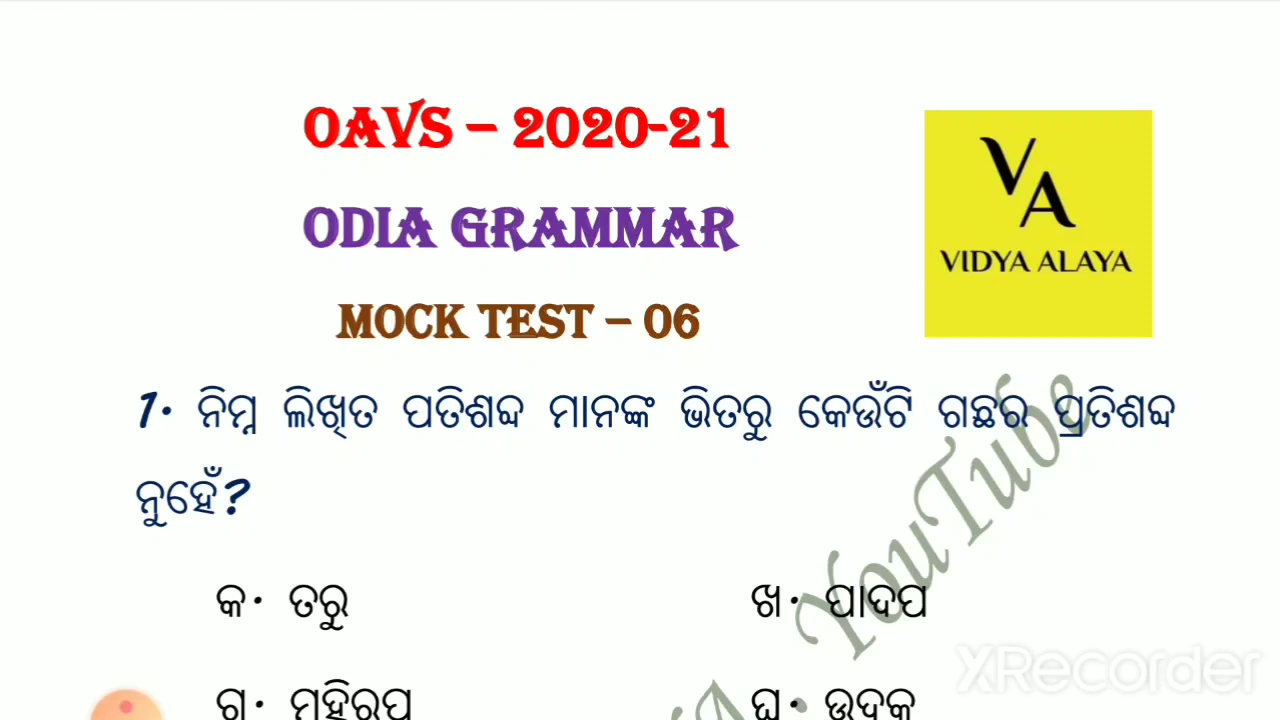 OAVS – 2020-21
ODIA GRAMMAR
MOCK TEST – 06
VA
VIDYA ALAYA
1. ନିମ୍ନ ଲିଖିତ ପତିଶବ୍ଦ ମାନଙ୍କ ଭିତରୁ କେଉଁଟି ଗଛର ପ୍ରତିଶବ୍ଦ
ନୁହେଁ?
କ. ତରୁ ଖ. ପାଦପ
ଗ. ମହିରୁପ ଘ. ଉଦକ
YouTube
XRecorder